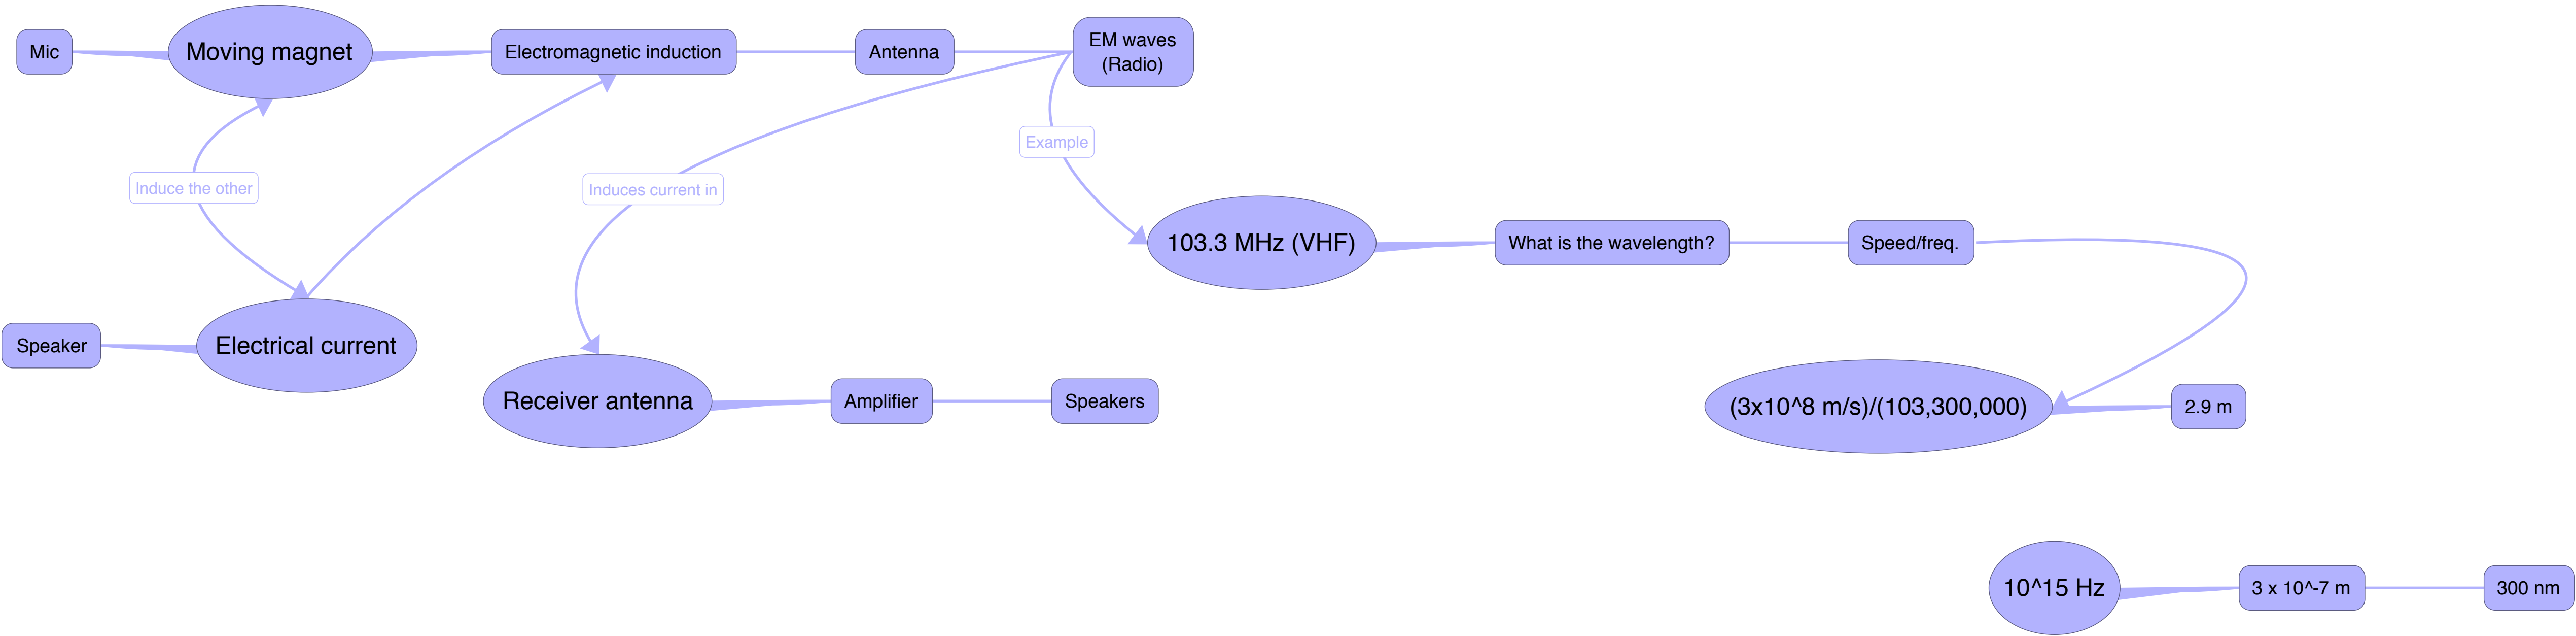 Mic
Moving magnet
Electromagnetic induction
Antenna
EM waves
(Radio)
Example
Induce the other
Induces current in
103.3 MHz (VHF)
What is the wavelength?
Speed/freq.
Speaker
Electrical current
Receiver antenna
Amplifier
Speakers
(3x10^8 m/s)/(103,300,000)
2.9 m
10^15 Hz
3 x 10^-7 m
300 nm